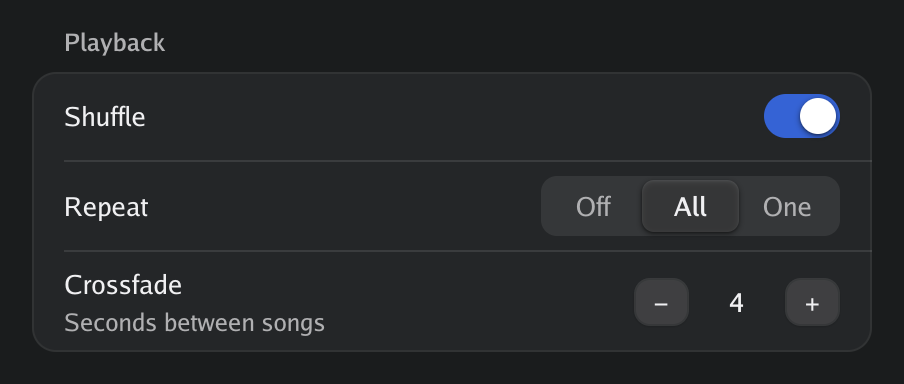 Playback
Shuffle
Repeat
Off All One
Crossfade
Seconds between songs
− 4 +